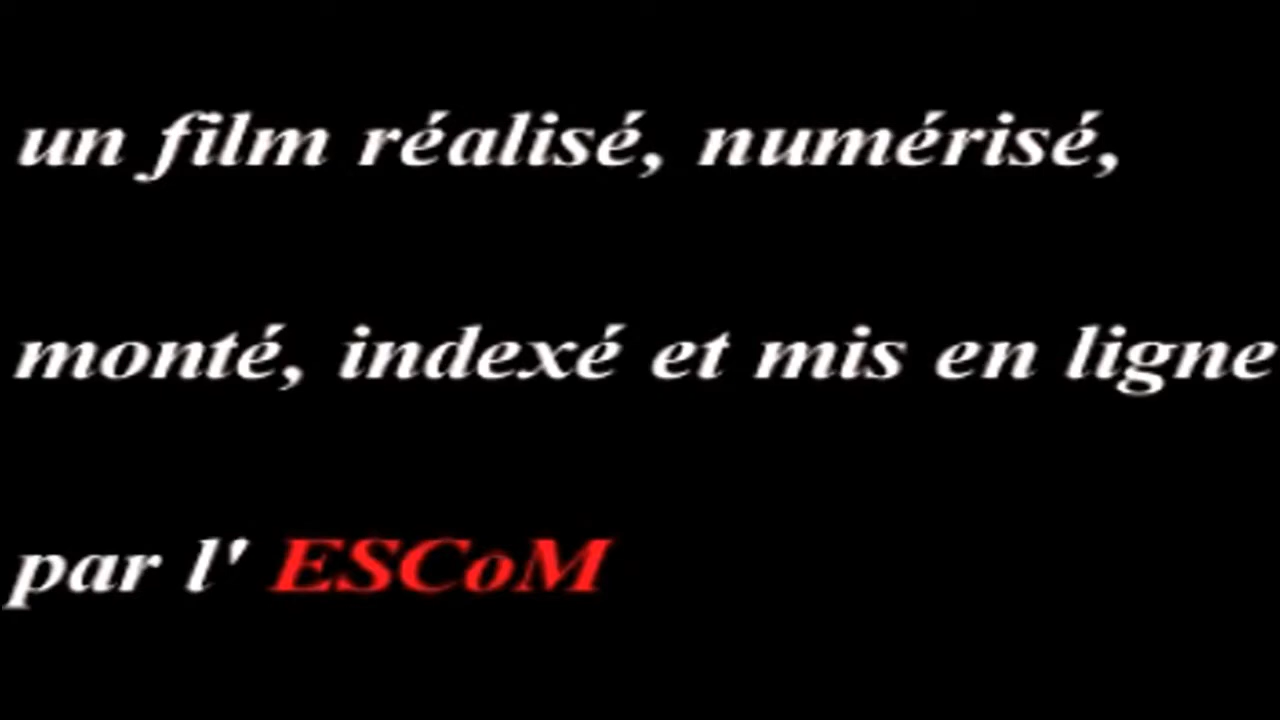 un film réalisé, numérisé,
monté, indexé et mis en ligne
par l' ESCoM